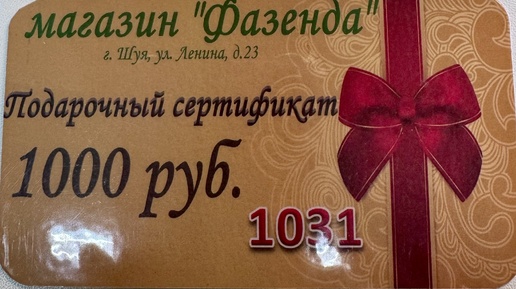 магазин "Фазенда"
г. Шуя, ул. Ленина, д.23
Подарочный сертификат
1000 руб.
1031